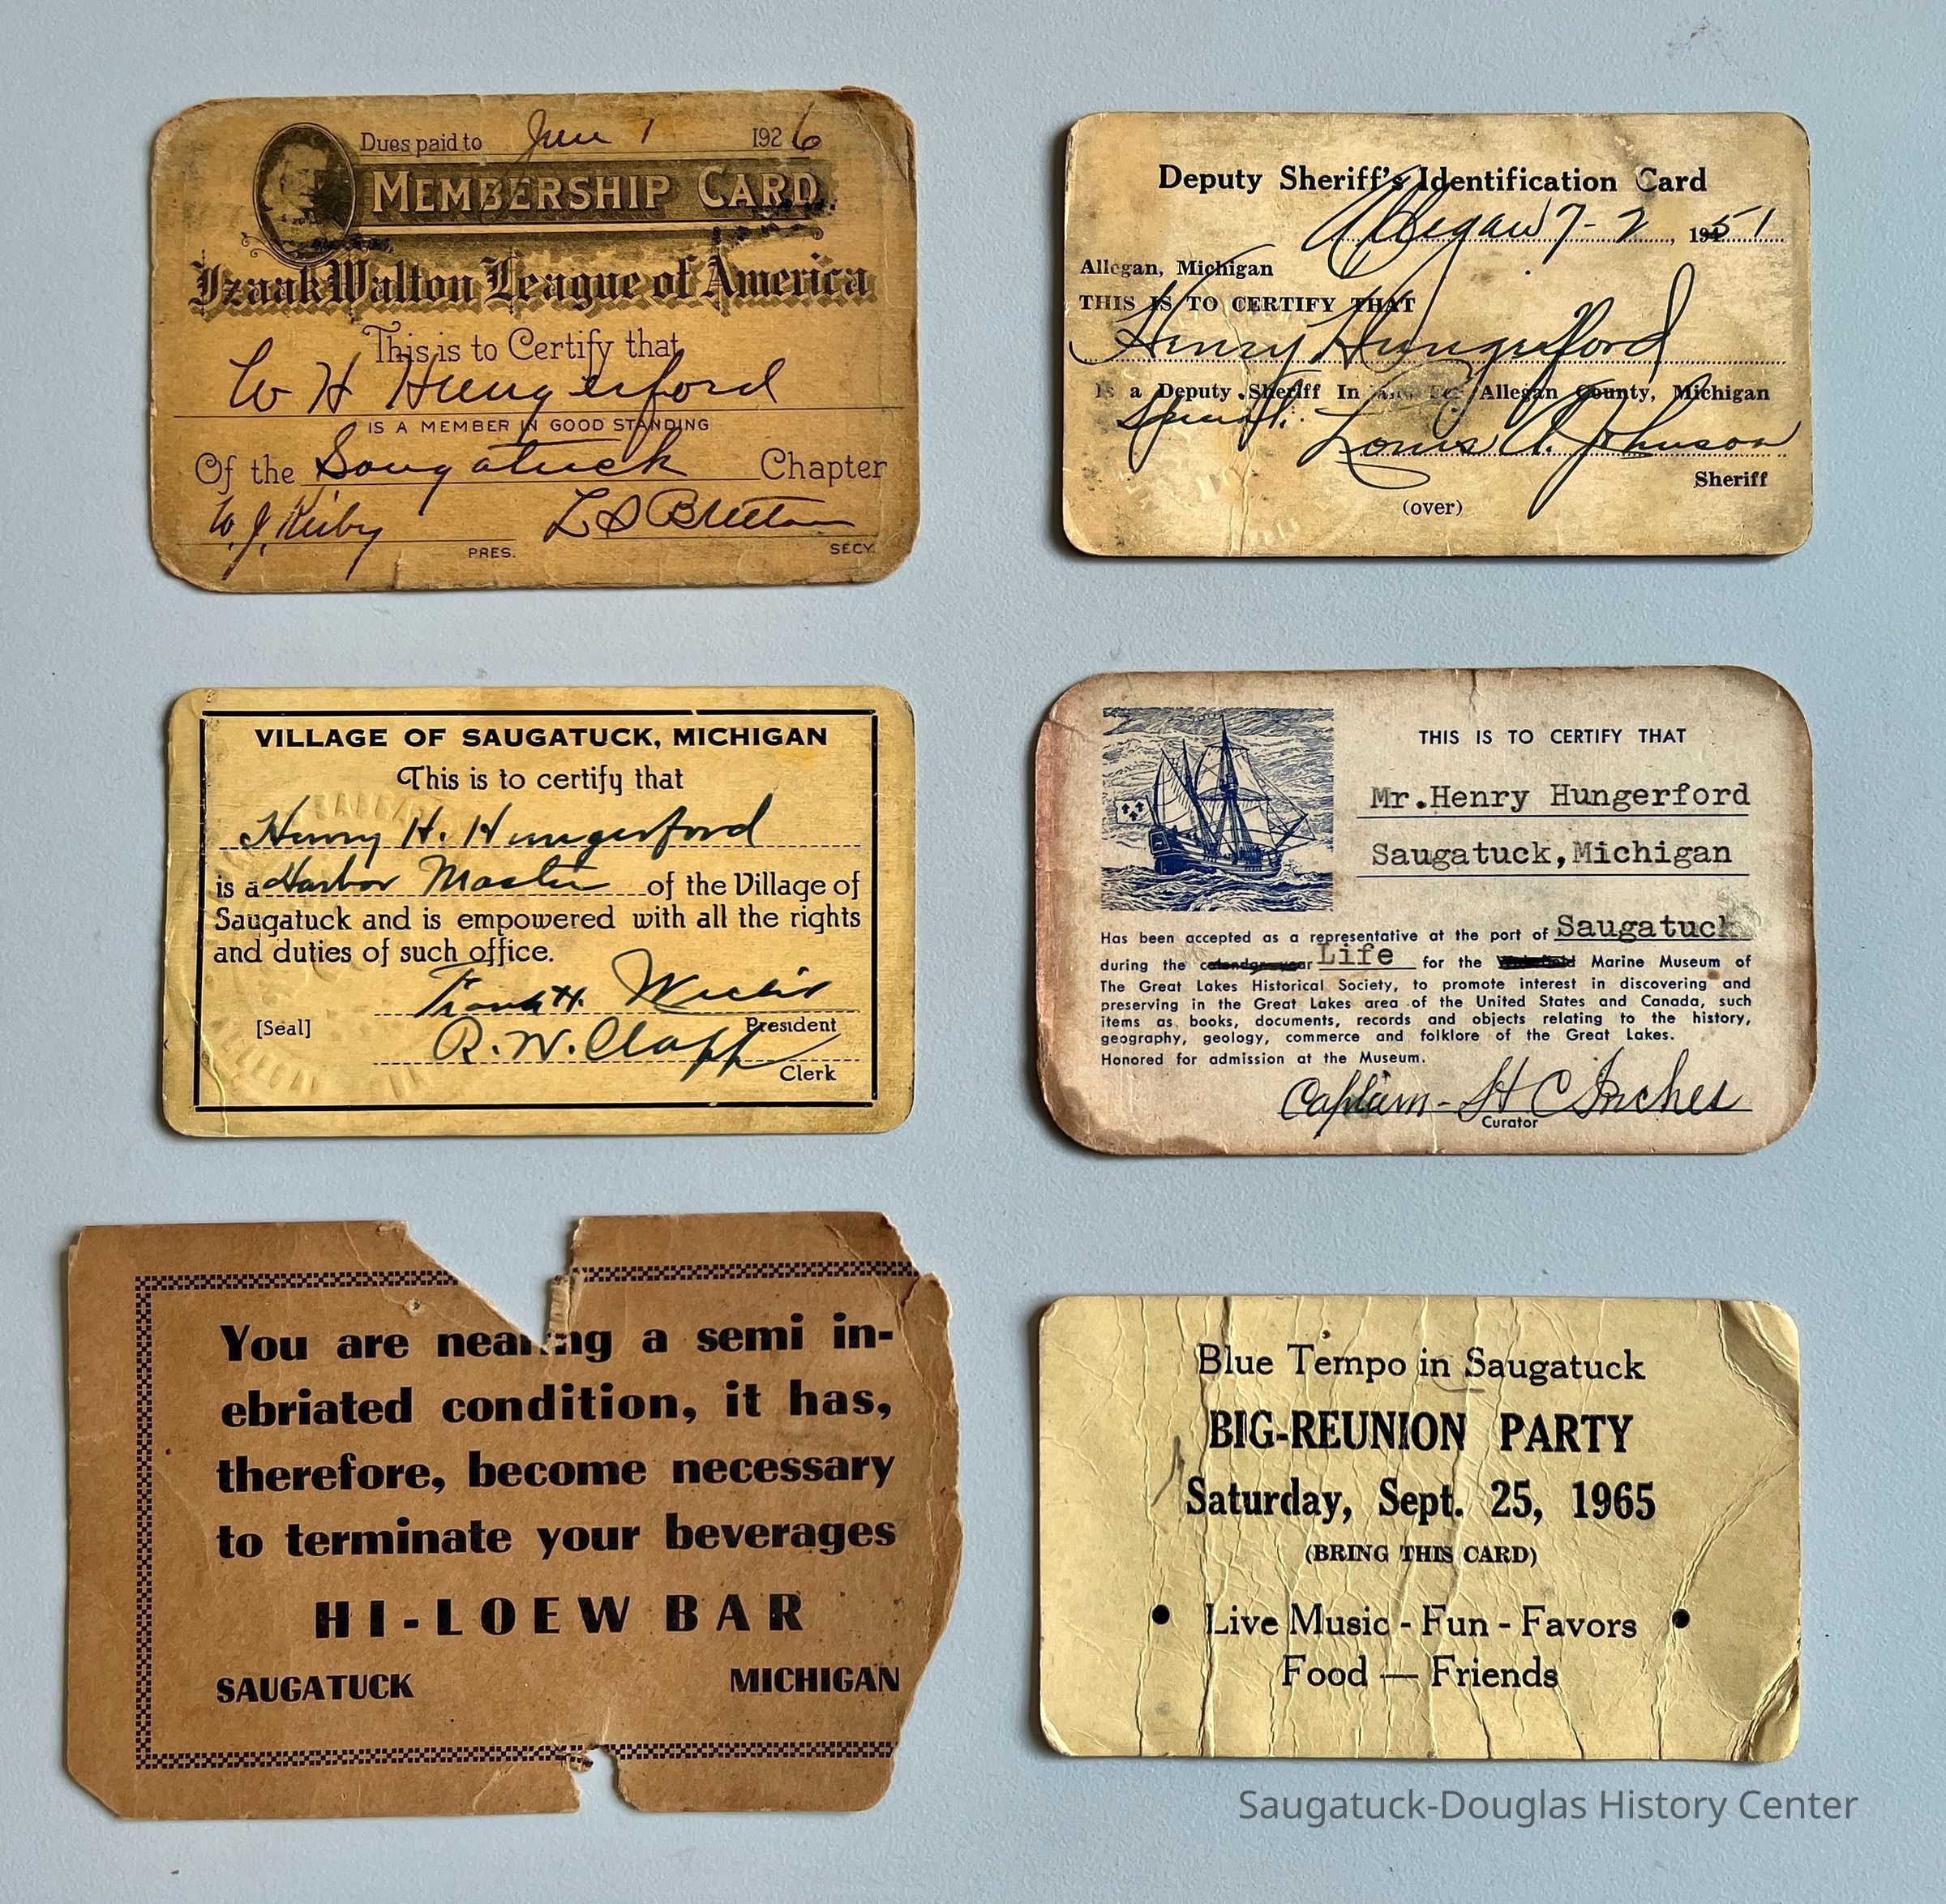 Dues paid to Jun 1 1926
MEMBERSHIP CARD
Izaak Walton League of America
This is to Certify that
W H Hungerford
IS A MEMBER IN GOOD STANDING
Of the Saugatuck Chapter
W. J. Kirby L S Britton
PRES. SECY.
Deputy Sheriff's Identification Card
Allegan 7-2, 1951
Allegan, Michigan
THIS IS TO CERTIFY THAT
Henry Hungerford
Is a Deputy Sheriff In and For Allegan County, Michigan
Louis A. Johnson
Sheriff
(over)
VILLAGE OF SAUGATUCK, MICHIGAN
This is to certify that
Henry H. Hungerford
is a Harbor Master of the Village of
Saugatuck and is empowered with all the rights
and duties of such office.
Frank H.
[Seal] President
R. W. Clapp
Clerk
THIS IS TO CERTIFY THAT
Mr.Henry Hungerford
Saugatuck,Michigan
Has been accepted as a representative at the port of Saugatuck
during the calendar year Life for the Marine Museum of
The Great Lakes Historical Society, to promote interest in discovering and
preserving in the Great Lakes area of the United States and Canada, such
items as books, documents, records and objects relating to the history,
geography, geology, commerce and folklore of the Great Lakes.
Honored for admission at the Museum.
Captain - H C Inches
Curator
You are nearing a semi in-
ebriated condition, it has,
therefore, become necessary
to terminate your beverages
HI-LOEW BAR
SAUGATUCK MICHIGAN
Blue Tempo in Saugatuck
BIG-REUNION PARTY
Saturday, Sept. 25, 1965
(BRING THIS CARD)
• Live Music - Fun - Favors •
Food — Friends
Saugatuck-Douglas History Center